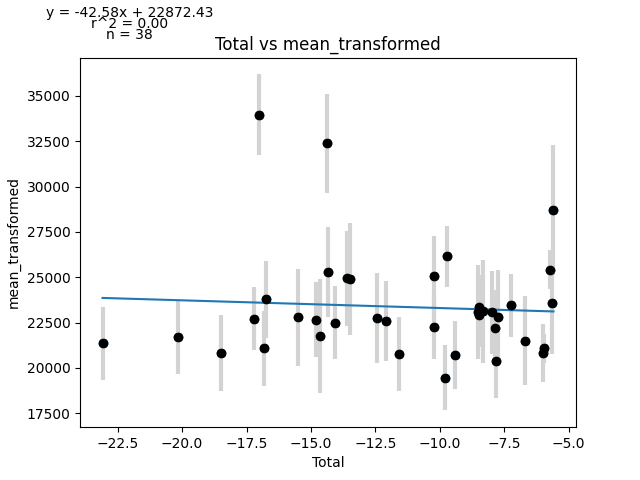 y = -42.58x + 22872.43
r^2 = 0.00
n = 38
Total vs mean_transformed
35000
32500
30000
27500
25000
22500
20000
17500
mean_transformed
−22.5 −20.0 −17.5 −15.0 −12.5 −10.0 −7.5 −5.0
Total